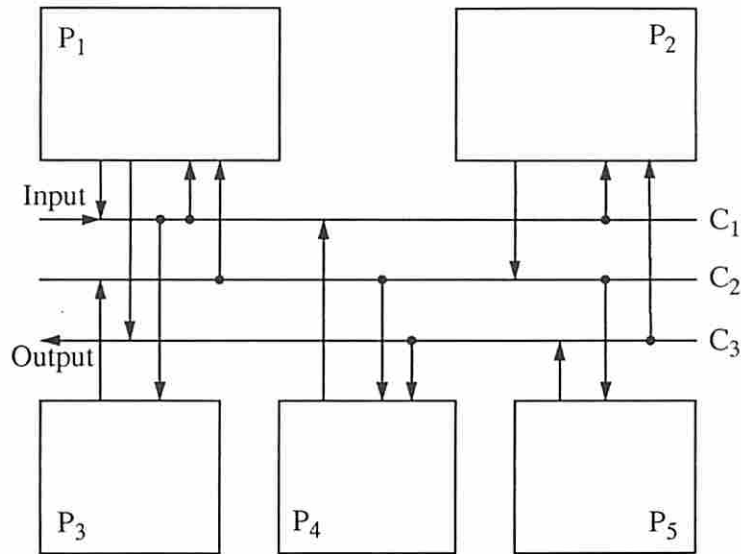 P₁
P₂
Input
C₁
C₂
C₃
Output
P₃
P₄
P₅